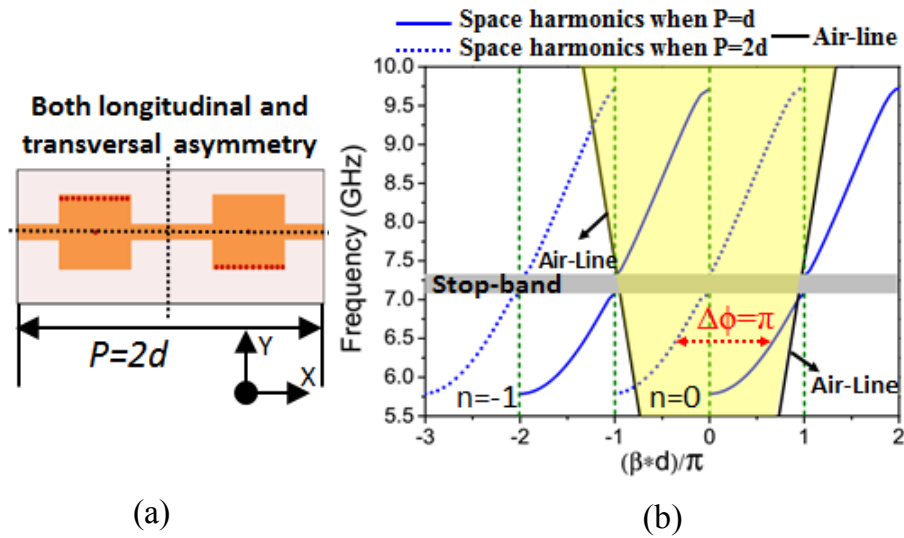 Both longitudinal and
transversal asymmetry
P=2d
Y
X
(a)
Space harmonics when P=d
Space harmonics when P=2d
Air-line
Frequency (GHz)
10.0
9.5
9.0
8.5
8.0
7.5
7.0
6.5
6.0
5.5
Air-Line
Stop-band
Δϕ=π
n=-1
n=0
Air-Line
-3 -2 -1 0 1 2
(β*d)/π
(b)